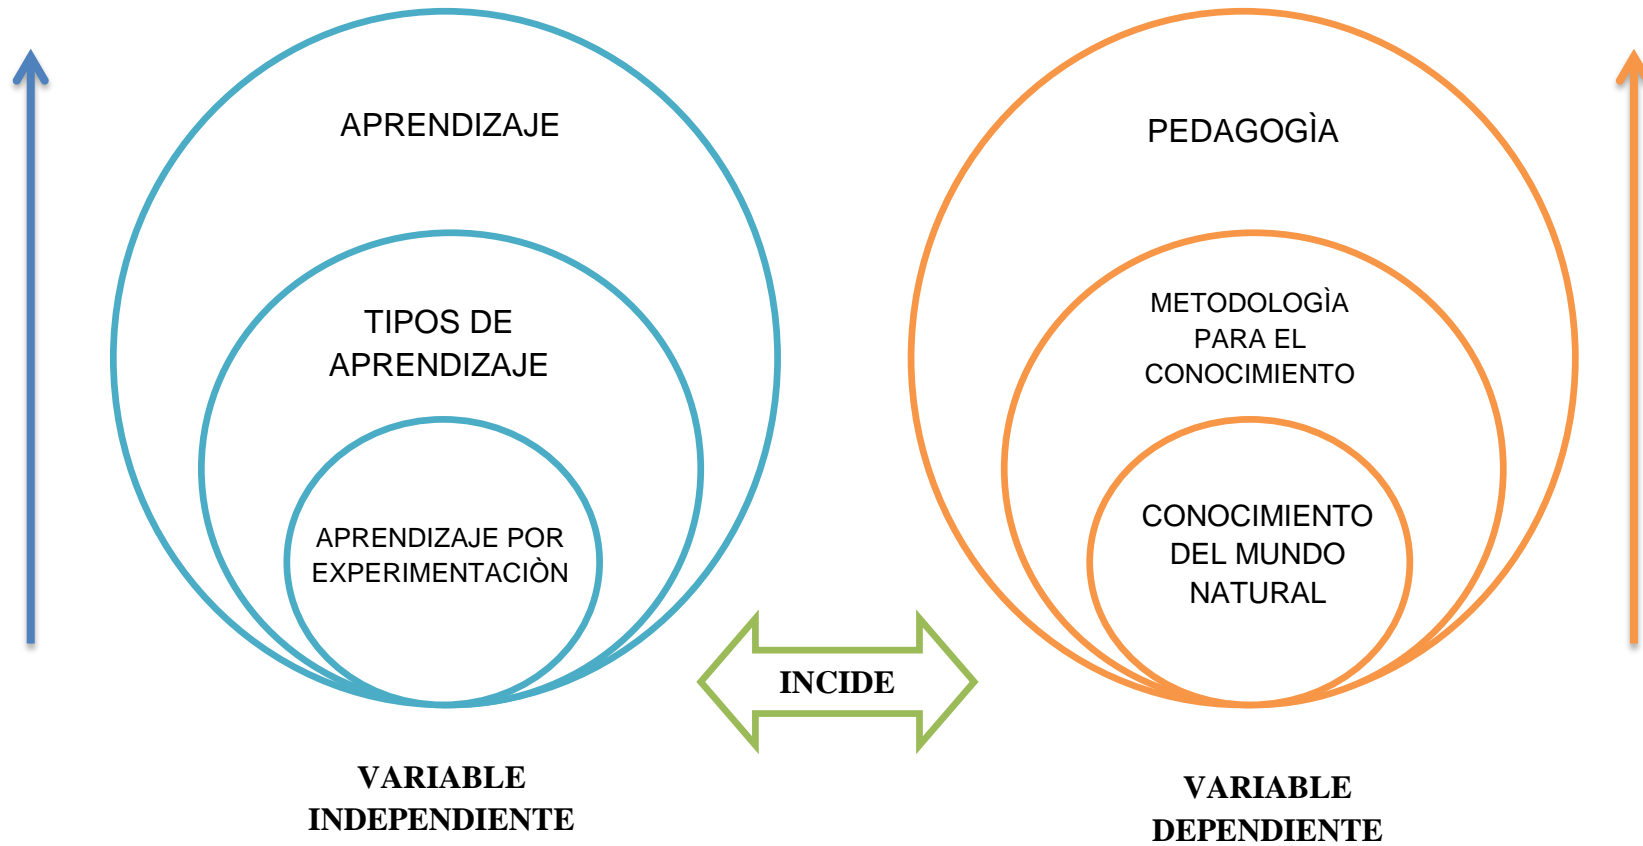 APRENDIZAJE
TIPOS DE
APRENDIZAJE
APRENDIZAJE POR
EXPERIMENTACIÒN
PEDAGOGÌA
METODOLOGÌA
PARA EL
CONOCIMIENTO
CONOCIMIENTO
DEL MUNDO
NATURAL
INCIDE
VARIABLE
INDEPENDIENTE
VARIABLE
DEPENDIENTE